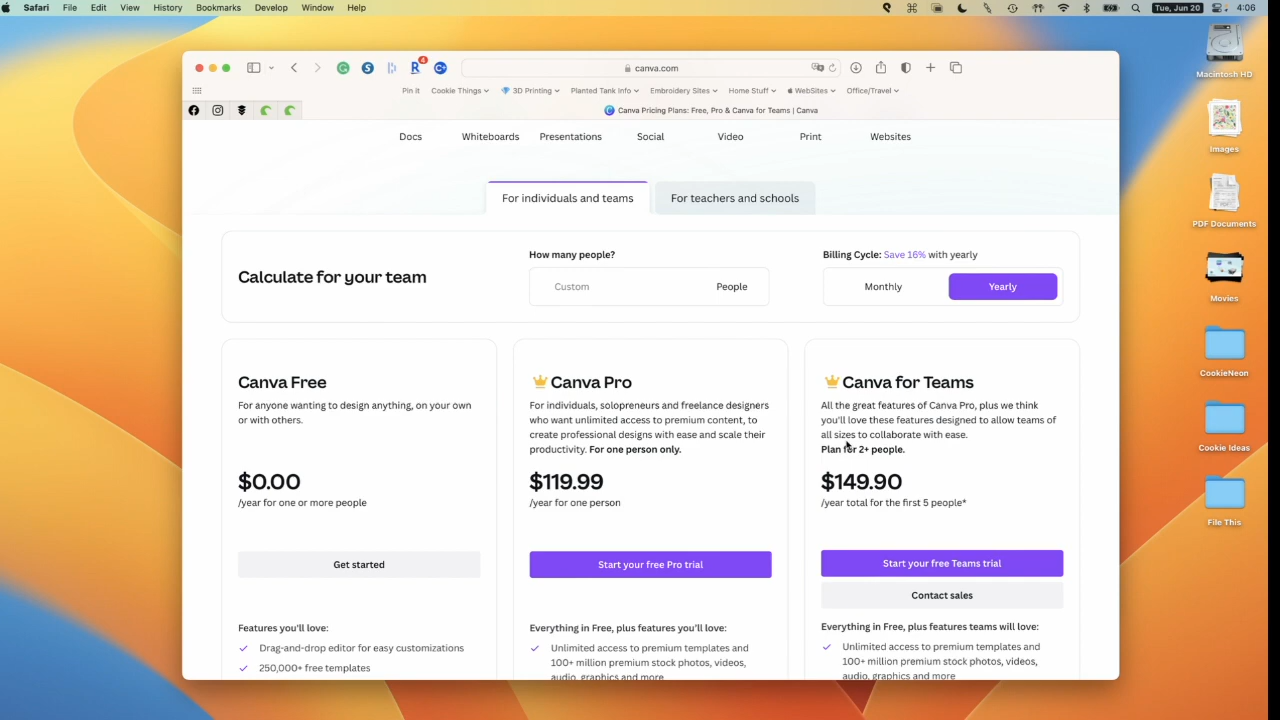 Safari File Edit View History Bookmarks Develop Window Help Tue, Jun 20 4:06
canva.com
Pin it Cookie Things 3D Printing Planted Tank Info Embroidery Sites Home Stuff WebSites Office/Travel
Canva Pricing Plans: Free, Pro & Canva for Teams | Canva
Docs Whiteboards Presentations Social Video Print Websites
For individuals and teams For teachers and schools
Calculate for your team
How many people?
Custom People
Billing Cycle: Save 16% with yearly
Monthly Yearly
Canva Free
For anyone wanting to design anything, on your own
or with others.
$0.00
/year for one or more people
Get started
Features you'll love:
Drag-and-drop editor for easy customizations
250,000+ free templates
Canva Pro
For individuals, solopreneurs and freelance designers
who want unlimited access to premium content, to
create professional designs with ease and scale their
productivity. For one person only.
$119.99
/year for one person
Start your free Pro trial
Everything in Free, plus features you'll love:
Unlimited access to premium templates and
100+ million premium stock photos, videos,
audio, graphics and more
Canva for Teams
All the great features of Canva Pro, plus we think
you'll love these features designed to allow teams of
all sizes to collaborate with ease.
Plan for 2+ people.
$149.90
/year total for the first 5 people*
Start your free Teams trial
Contact sales
Everything in Free, plus features teams will love:
Unlimited access to premium templates and
100+ million premium stock photos, videos,
audio, graphics and more
Macintosh HD
Images
PDF Documents
Movies
CookieNeon
Cookie Ideas
File This